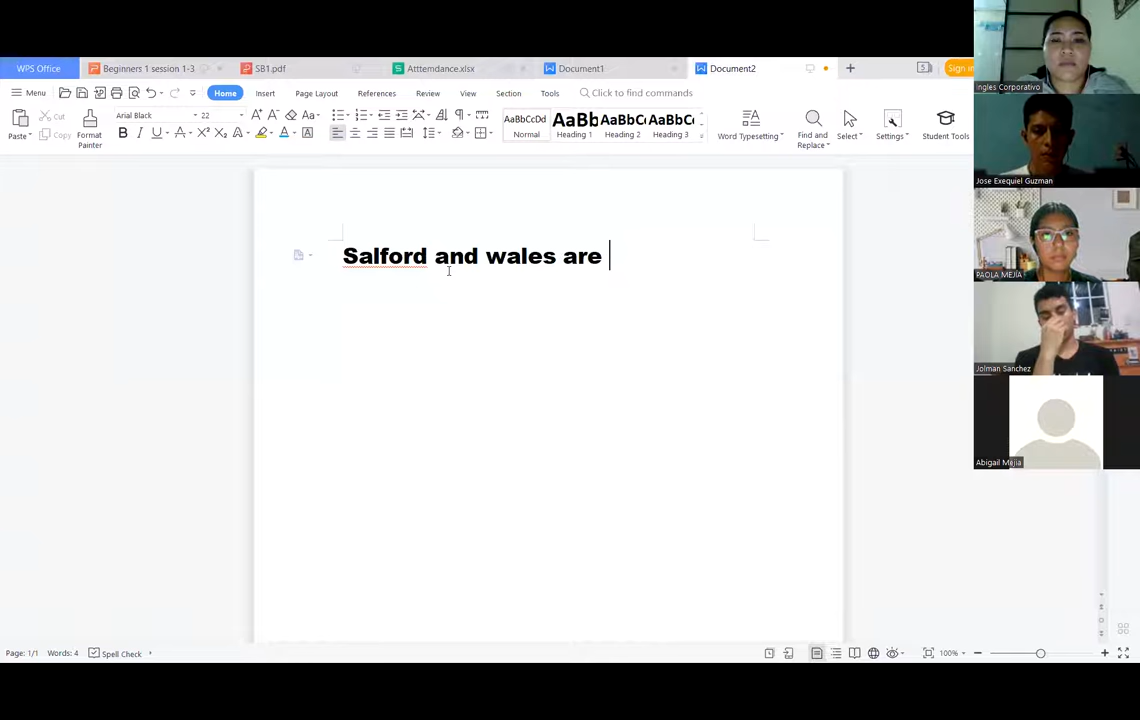 WPS Office
Beginners 1 session 1-3
SB1.pdf
Atttemdance.xlsx
Document1
Document2
Sign in
Menu
Home
Insert
Page Layout
References
Review
View
Section
Tools
Click to find commands
Paste
Cut
Copy
Format Painter
Arial Black
22
AaBbCcDd
Normal
AaBb
Heading 1
AaBbC
Heading 2
AaBbC
Heading 3
Word Typesetting
Find and Replace
Select
Settings
Student Tools
Salford and wales are
Ingles Corporativo
Jose Exequiel Guzman
PAOLA MEJÍA
Jolman Sanchez
Abigail Mejia
Page: 1/1
Words: 4
Spell Check
100%